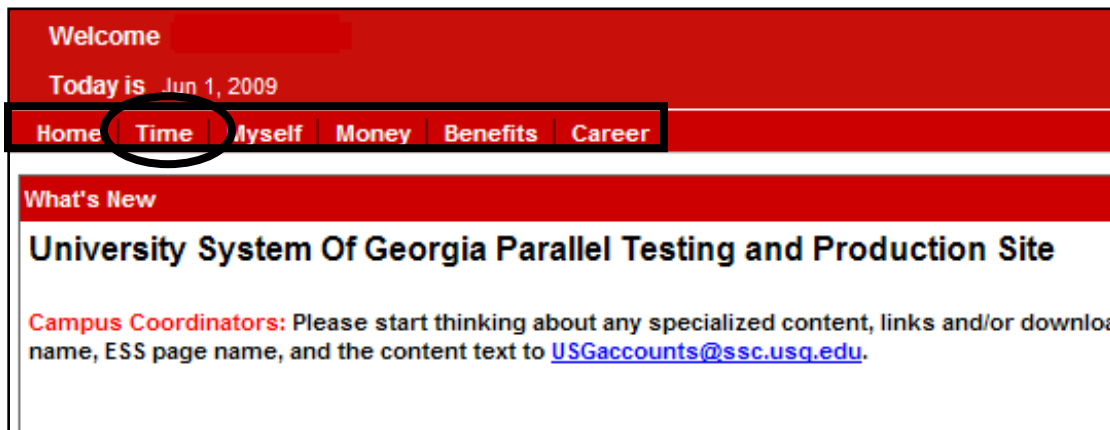 Welcome
Today is Jun 1, 2009
Home Time Myself Money Benefits Career
What's New
University System Of Georgia Parallel Testing and Production Site
Campus Coordinators: Please start thinking about any specialized content, links and/or downloa
name, ESS page name, and the content text to USGaccounts@ssc.usg.edu.